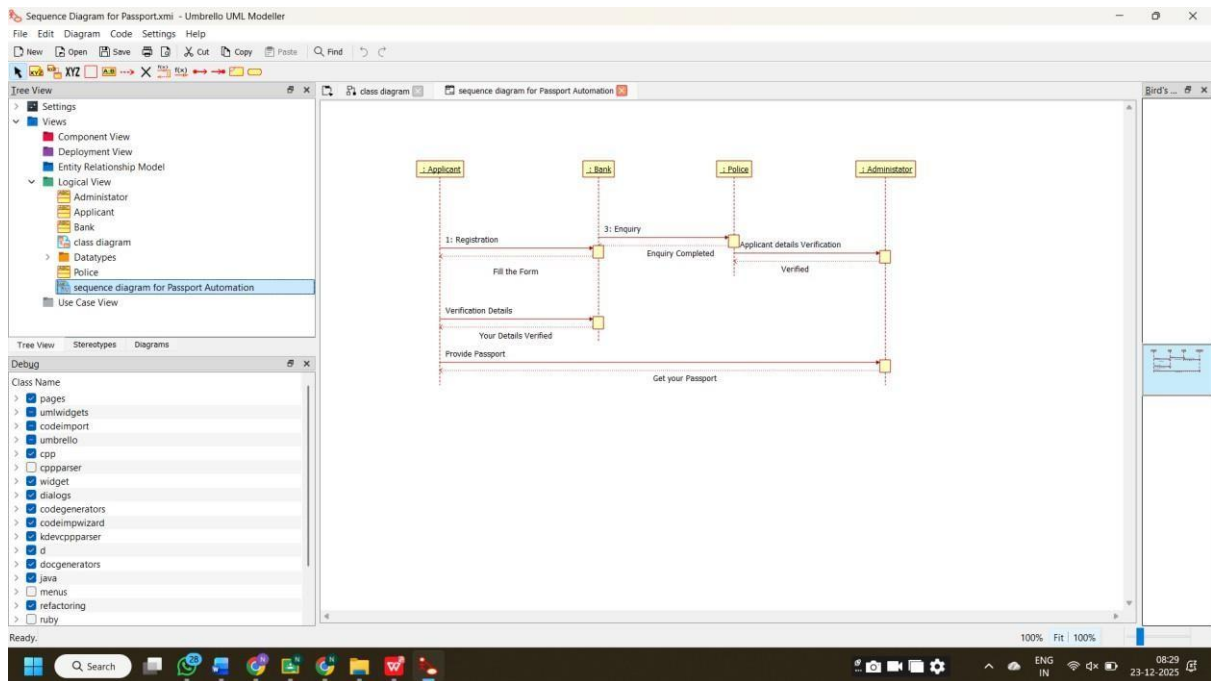 Sequence Diagram for Passport.xmi - Umbrello UML Modeller
File Edit Diagram Code Settings Help
New Open Save Cut Copy Paste Find
XYZ XYZ A.B
Tree View
class diagram sequence diagram for Passport Automation
Bird's ...
Settings
Views
Component View
Deployment View
Entity Relationship Model
Logical View
Administator
Applicant
Bank
class diagram
Datatypes
Police
sequence diagram for Passport Automation
Use Case View
Tree View Stereotypes Diagrams
Debug
Class Name
pages
umlwidgets
codeimport
umbrello
cpp
cppparser
widget
dialogs
codegenerators
codeimpwizard
kdevcppparser
d
docgenerators
java
menus
refactoring
ruby
: Applicant : Bank : Police : Administator
3: Enquiry
1: Registration
Applicant details Verification
Enquiry Completed
Fill the Form
Verified
Verification Details
Your Details Verified
Provide Passport
Get your Passport
Ready.
100% Fit 100%
Search
28
ENG
IN
08:29
23-12-2025